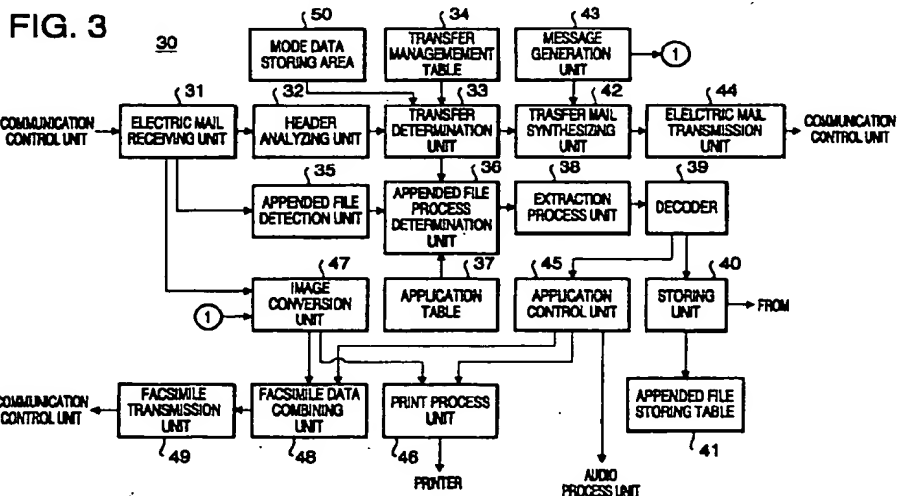 FIG. 3
30
50
MODE DATA
STORING AREA
34
TRANSFER
MANAGEMEMENT
TABLE
43
MESSAGE
GENERATION
UNIT
1
COMMUNICATION
CONTROL UNIT
31
ELECTRIC MAIL
RECEIVING UNIT
32
HEADER
ANALYZING UNIT
33
TRANSFER
DETERMINATION
UNIT
42
TRASFER MAIL
SYNTHESIZING
UNIT
44
ELELCTRIC MAIL
TRANSMISSION
UNIT
COMMUNICATION
CONTROL UNIT
35
APPENDED FILE
DETECTION UNIT
36
APPENDED FILE
PROCESS
DETERMINATION
UNIT
38
EXTRACTION
PROCESS UNIT
39
DECODER
47
IMAGE
CONVERSION
UNIT
1
37
APPLICATION
TABLE
45
APPLICATION
CONTROL UNIT
40
STORING
UNIT
FROM
COMMUNICATION
CONTROL UNIT
FACSIMILE
TRANSMISSION
UNIT
49
FACSIMILE DATA
COMBINING
UNIT
48
PRINT PROCESS
UNIT
46
APPENDED FILE
STORING TABLE
41
PRINTER
AUDIO
PROCESS UNIT